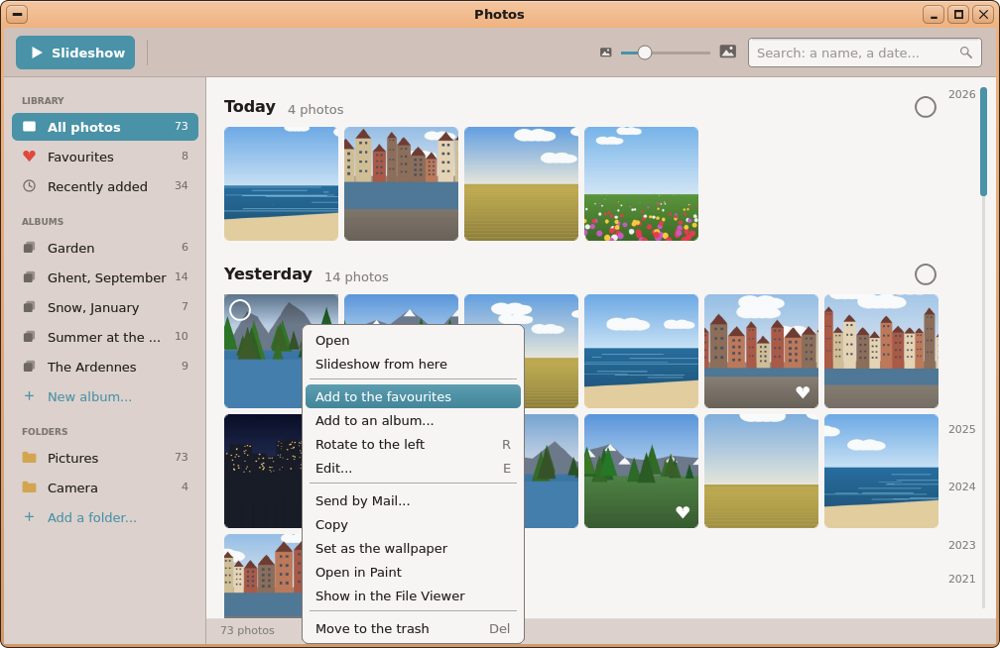 Photos
Slideshow
Search: a name, a date...
LIBRARY
All photos 73
Favourites 8
Recently added 34
ALBUMS
Garden 6
Ghent, September 14
Snow, January 7
Summer at the ... 10
The Ardennes 9
+ New album...
FOLDERS
Pictures 73
Camera 4
+ Add a folder...
Today 4 photos
Yesterday 14 photos
Open
Slideshow from here
Add to the favourites
Add to an album...
Rotate to the left R
Edit... E
Send by Mail...
Copy
Set as the wallpaper
Open in Paint
Show in the File Viewer
Move to the trash Del
2026
2025
2024
2023
2021
73 photos